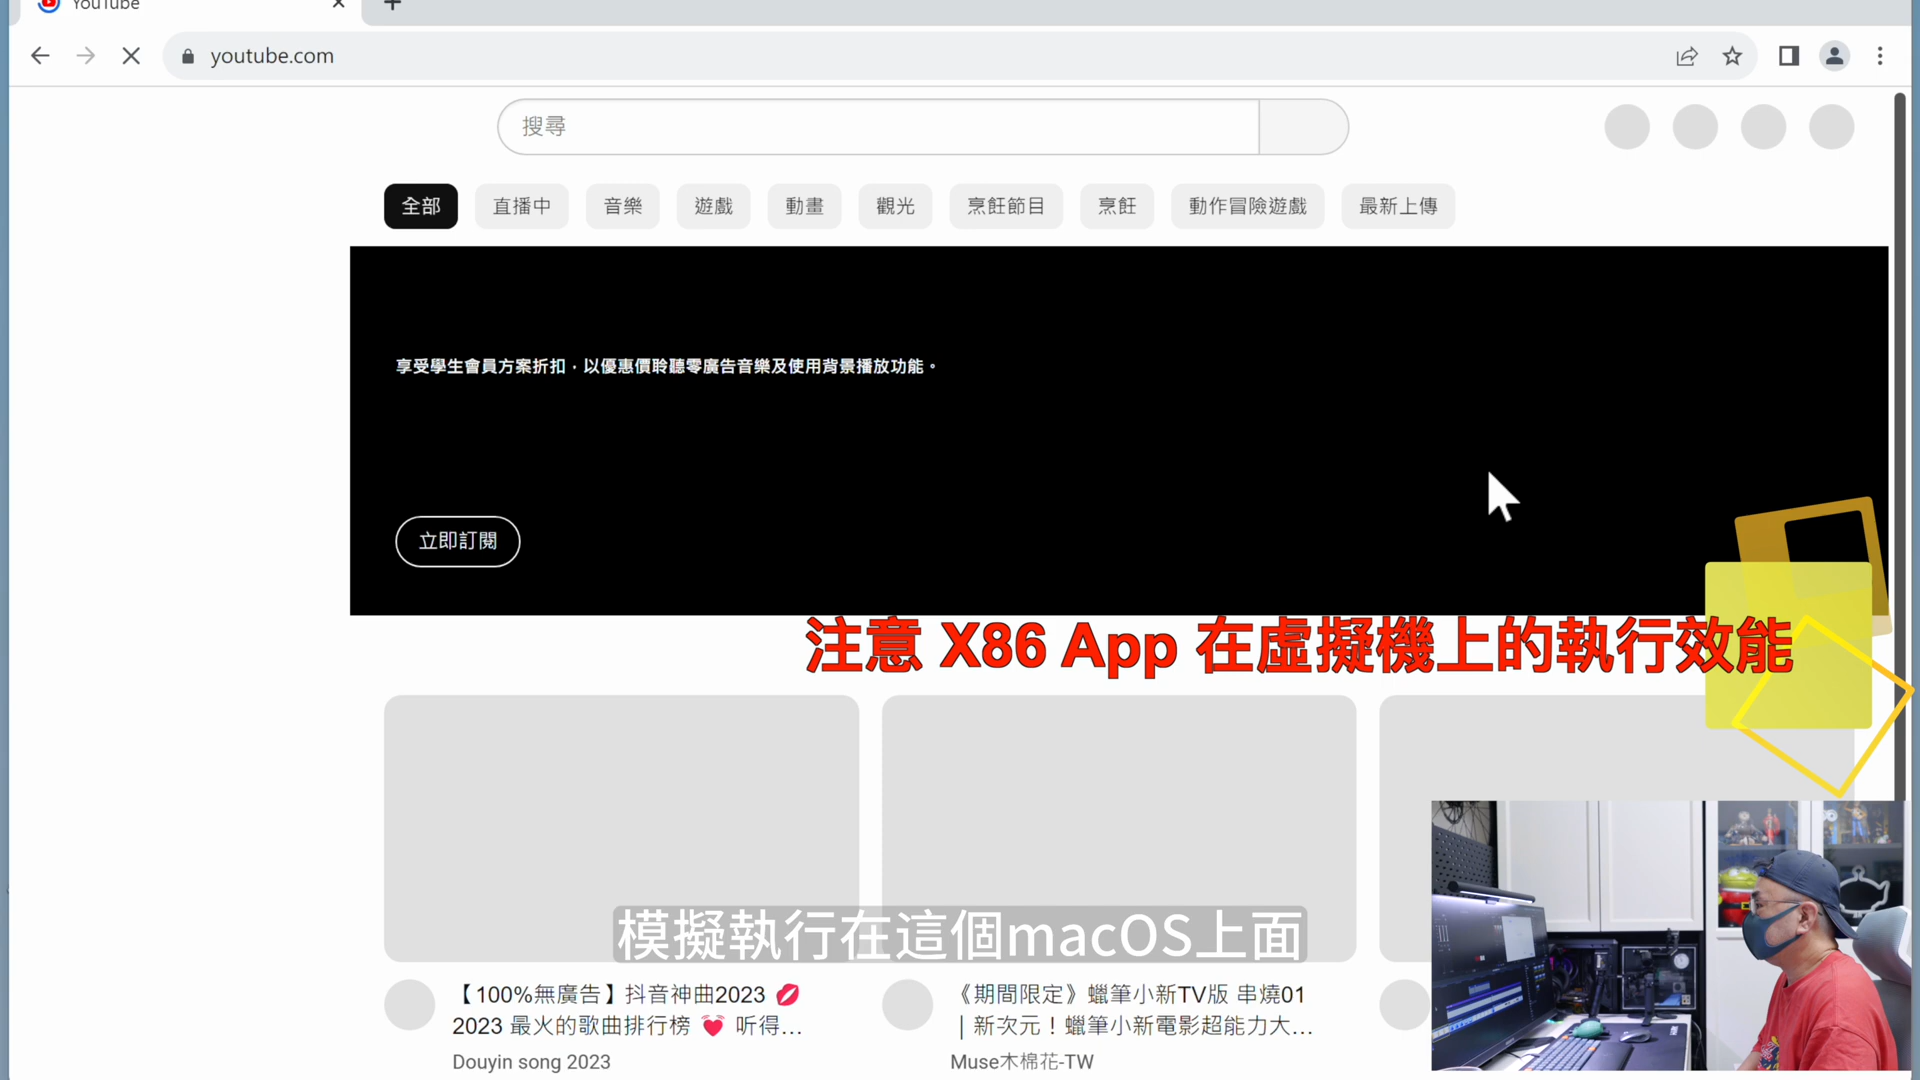 YouTube
youtube.com
搜尋
全部
直播中
音樂
遊戲
動畫
觀光
烹飪節目
烹飪
動作冒險遊戲
最新上傳
享受學生會員方案折扣，以優惠價聆聽零廣告音樂及使用背景播放功能。
立即訂閱
注意 X86 App 在虛擬機上的執行效能
模擬執行在這個macOS上面
【100%無廣告】抖音神曲2023 💋
2023 最火的歌曲排行榜 💓 听得...
Douyin song 2023
《期間限定》蠟筆小新TV版 串燒01
｜新次元！蠟筆小新電影超能力大...
Muse木棉花-TW